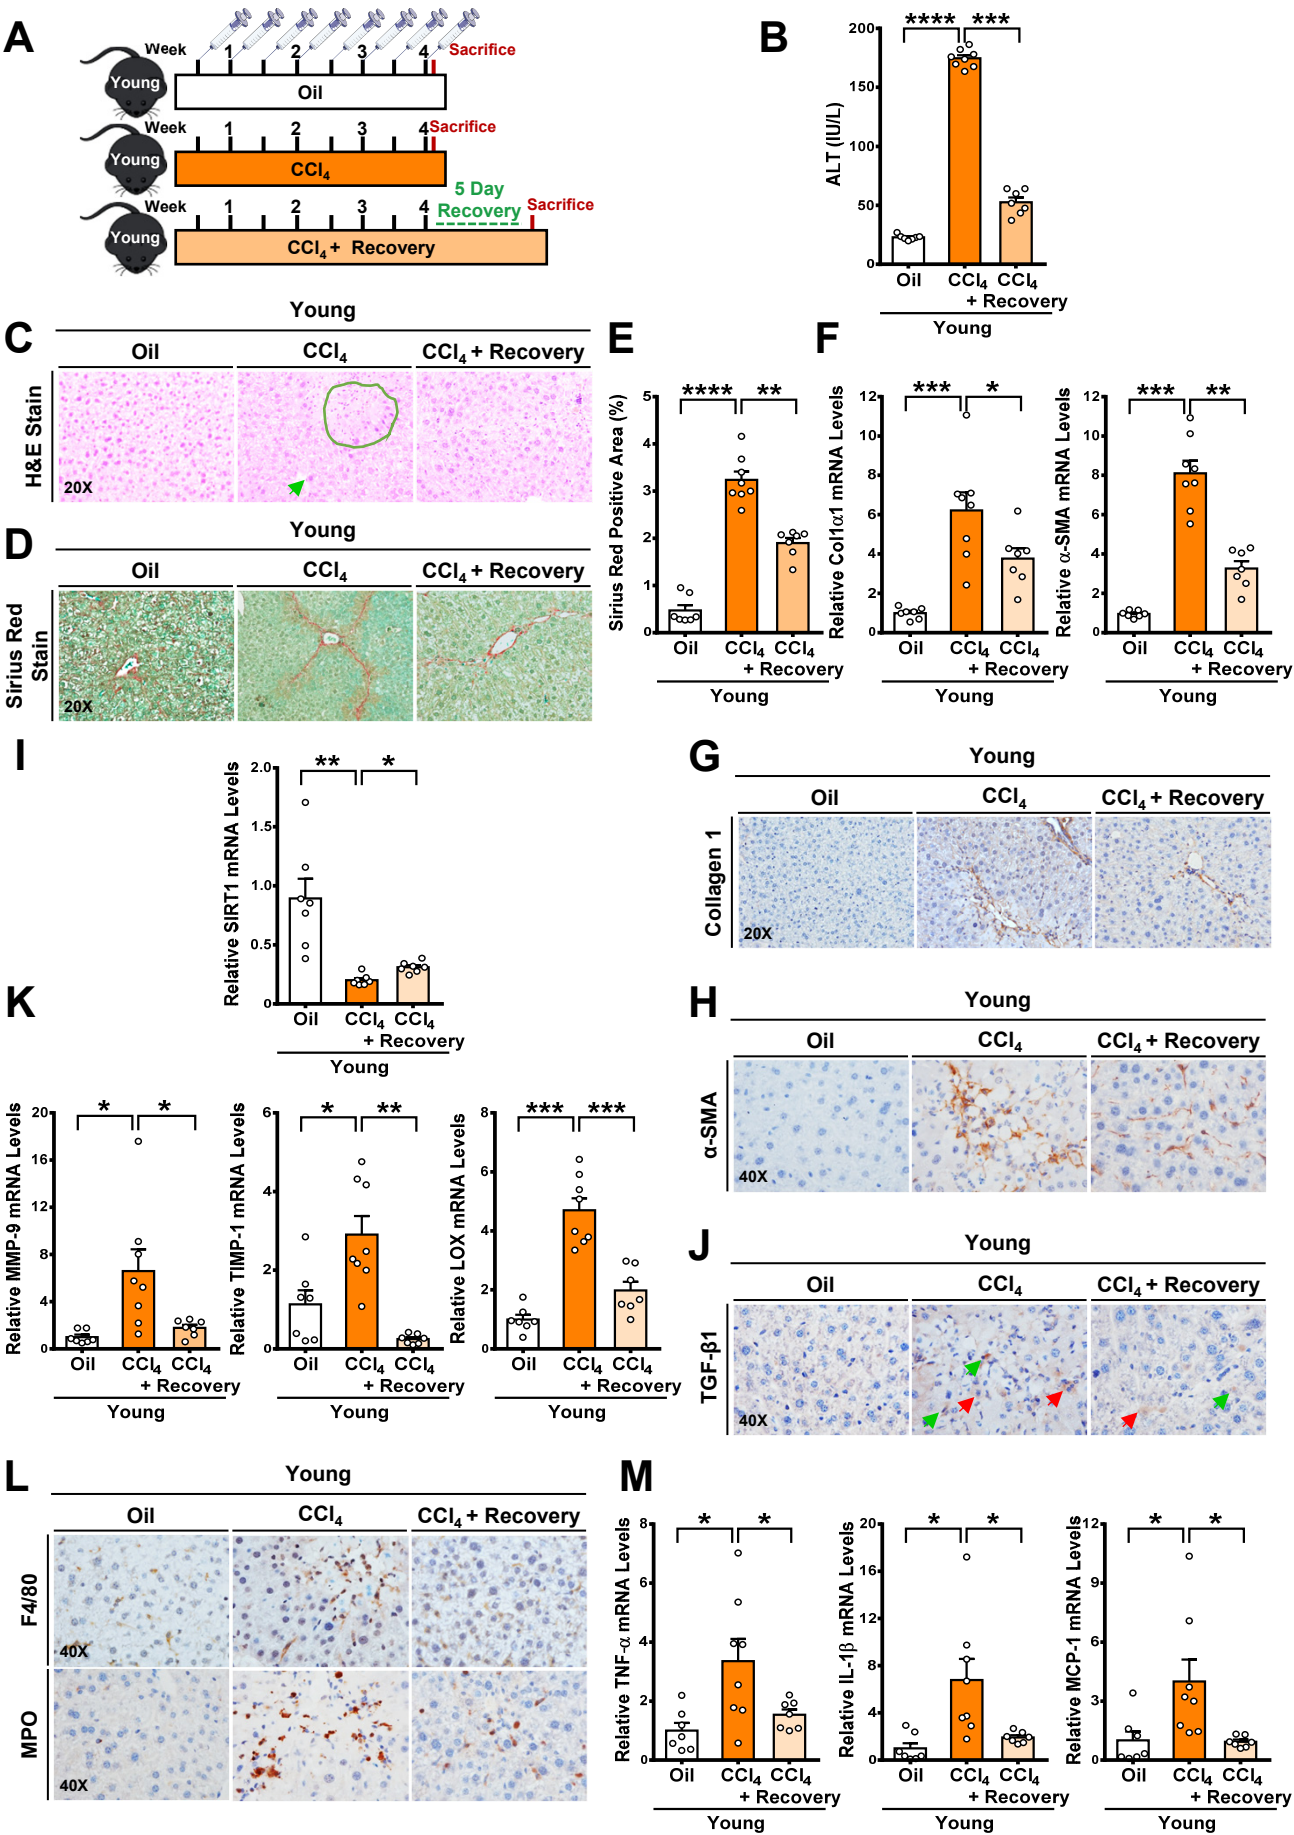 A
Week 1 2 3 4 Sacrifice
Young
Oil
Week 1 2 3 4 Sacrifice
Young
CCl4
5 Day
Recovery
Week 1 2 3 4 Sacrifice
Young
CCl4 + Recovery
B
ALT (IU/L)
**** ***
200
150
100
50
0
Oil CCl4 CCl4
+ Recovery
Young
C
Young
Oil CCl4 CCl4 + Recovery
H&E Stain
20X
D
Young
Oil CCl4 CCl4 + Recovery
Sirius Red
Stain
20X
E
Sirius Red Positive Area (%)
**** **
5
4
3
2
1
0
Oil CCl4 CCl4
+ Recovery
Young
F
Relative Col1α1 mRNA Levels
*** *
12
10
8
6
4
2
0
Oil CCl4 CCl4
+ Recovery
Young
Relative α-SMA mRNA Levels
*** **
12
10
8
6
4
2
0
Oil CCl4 CCl4
+ Recovery
Young
I
Relative SIRT1 mRNA Levels
** *
2.0
1.5
1.0
0.5
0
Oil CCl4 CCl4
+ Recovery
Young
G
Young
Oil CCl4 CCl4 + Recovery
Collagen 1
20X
H
Young
Oil CCl4 CCl4 + Recovery
α-SMA
40X
K
Relative MMP-9 mRNA Levels
* *
20
16
12
8
4
0
Oil CCl4 CCl4
+ Recovery
Young
Relative TIMP-1 mRNA Levels
* **
6
4
2
0
Oil CCl4 CCl4
+ Recovery
Young
Relative LOX mRNA Levels
*** ***
8
6
4
2
0
Oil CCl4 CCl4
+ Recovery
Young
J
Young
Oil CCl4 CCl4 + Recovery
TGF-β1
40X
L
Young
Oil CCl4 CCl4 + Recovery
F4/80
40X
MPO
40X
M
Relative TNF-α mRNA Levels
* *
8
6
4
2
0
Oil CCl4 CCl4
+ Recovery
Young
Relative IL-1β mRNA Levels
* *
20
16
12
8
4
0
Oil CCl4 CCl4
+ Recovery
Young
Relative MCP-1 mRNA Levels
* *
12
9
6
3
0
Oil CCl4 CCl4
+ Recovery
Young